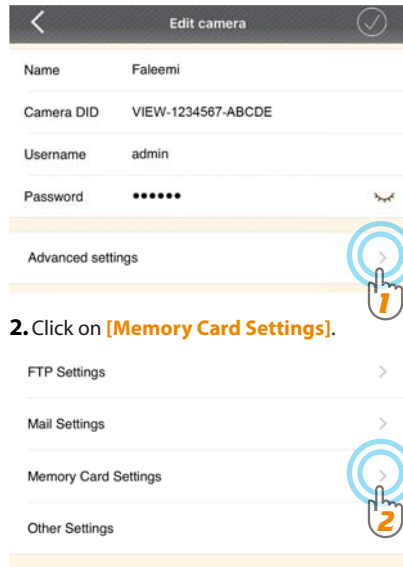 Edit camera
Name Faleemi
Camera DID VIEW-1234567-ABCDE
Username admin
Password ••••••
Advanced settings
1
2. Click on [Memory Card Settings].
FTP Settings
Mail Settings
Memory Card Settings
2
Other Settings